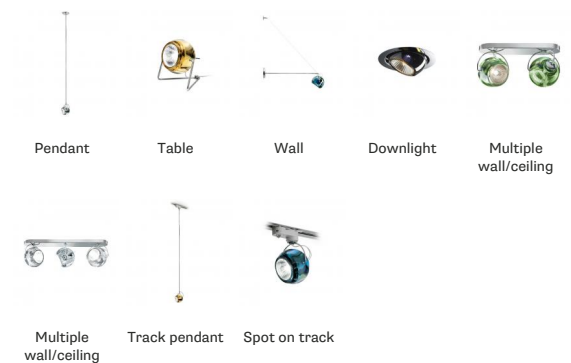 Pendant
Table
Wall
Downlight
Multiple
wall/ceiling
Multiple
wall/ceiling
Track pendant
Spot on track